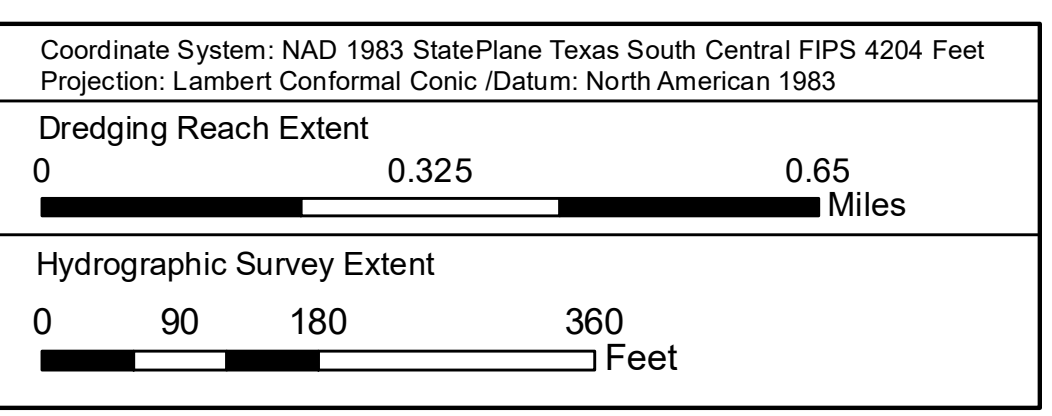 Coordinate System: NAD 1983 StatePlane Texas South Central FIPS 4204 Feet
Projection: Lambert Conformal Conic /Datum: North American 1983
Dredging Reach Extent
0 0.325 0.65
Miles
Hydrographic Survey Extent
0 90 180 360
Feet